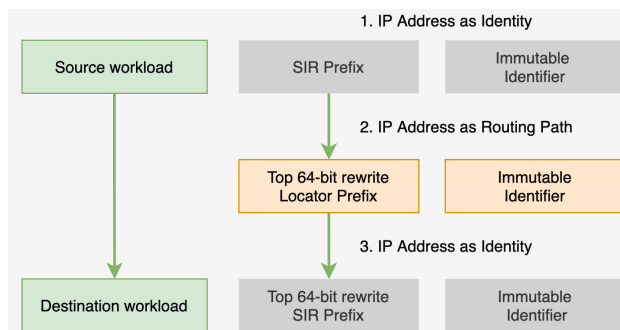 1. IP Address as Identity
Source workload
SIR Prefix
Immutable
Identifier
2. IP Address as Routing Path
Top 64-bit rewrite
Locator Prefix
Immutable
Identifier
3. IP Address as Identity
Destination workload
Top 64-bit rewrite
SIR Prefix
Immutable
Identifier